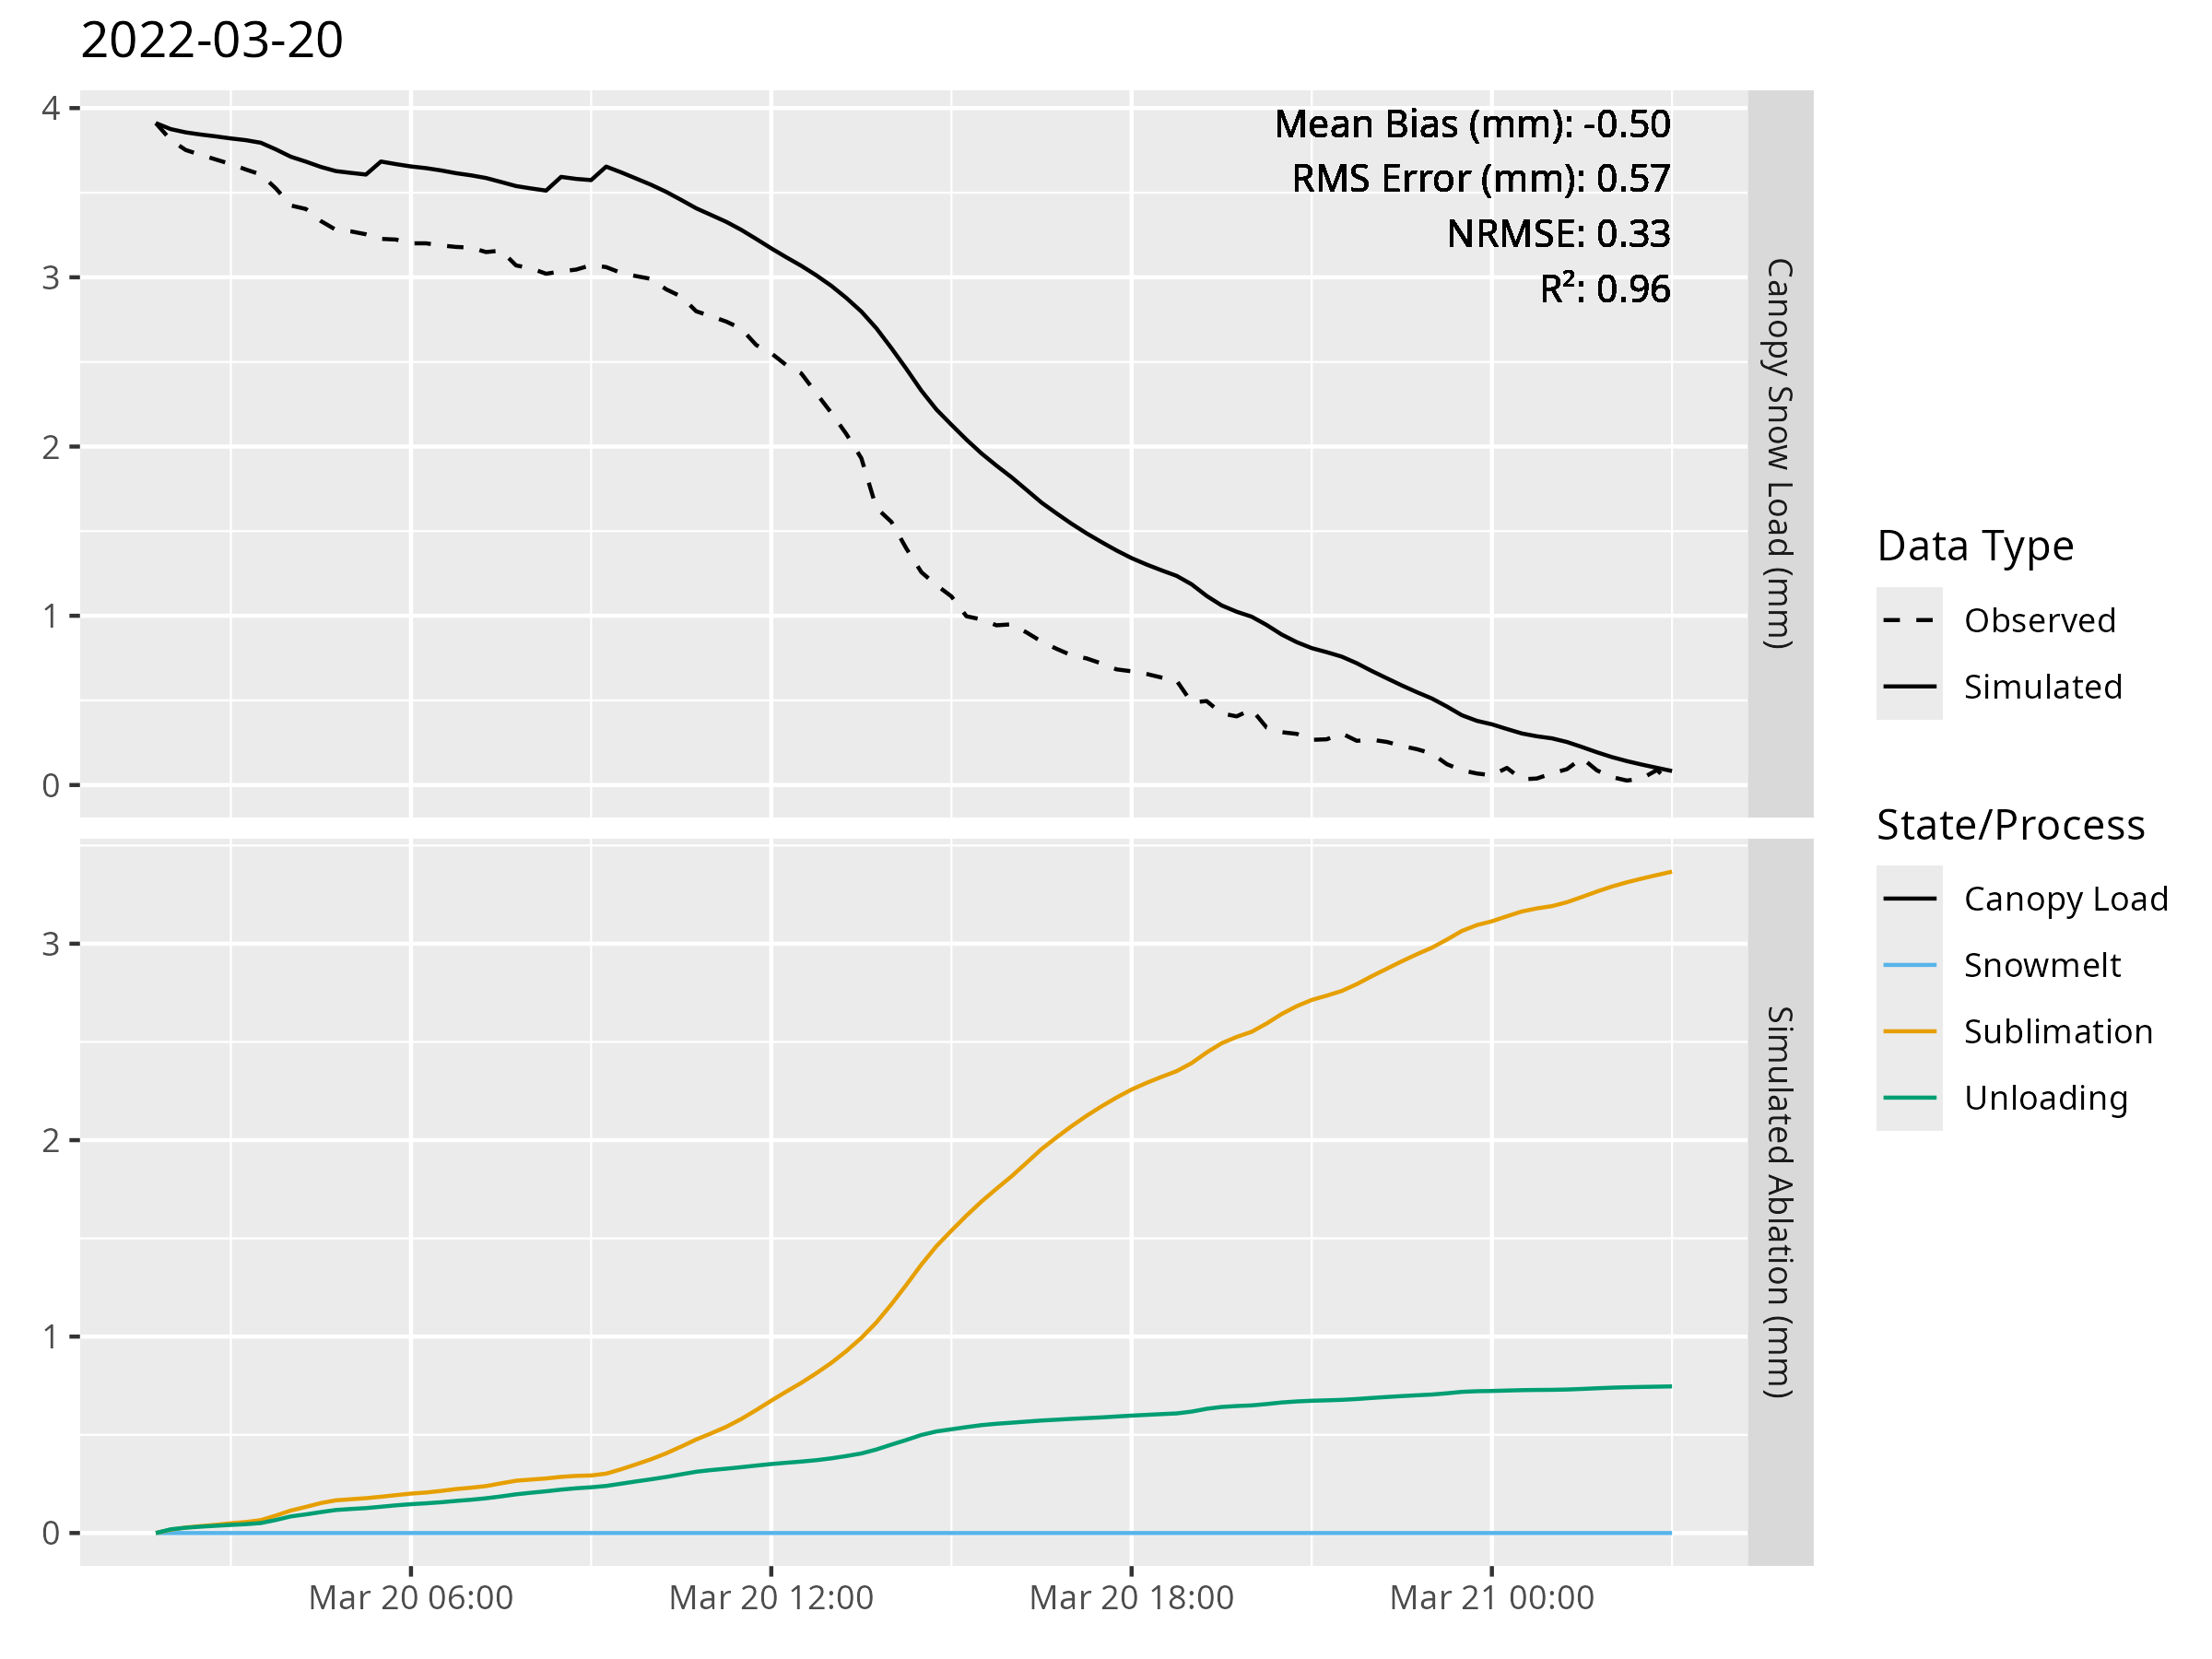 2022-03-20
4
3
2
1
0
Mean Bias (mm): -0.50
RMS Error (mm): 0.57
NRMSE: 0.33
R²: 0.96
Canopy Snow Load (mm)
3
2
1
0
Simulated Ablation (mm)
Mar 20 06:00
Mar 20 12:00
Mar 20 18:00
Mar 21 00:00
Data Type
Observed
Simulated
State/Process
Canopy Load
Snowmelt
Sublimation
Unloading